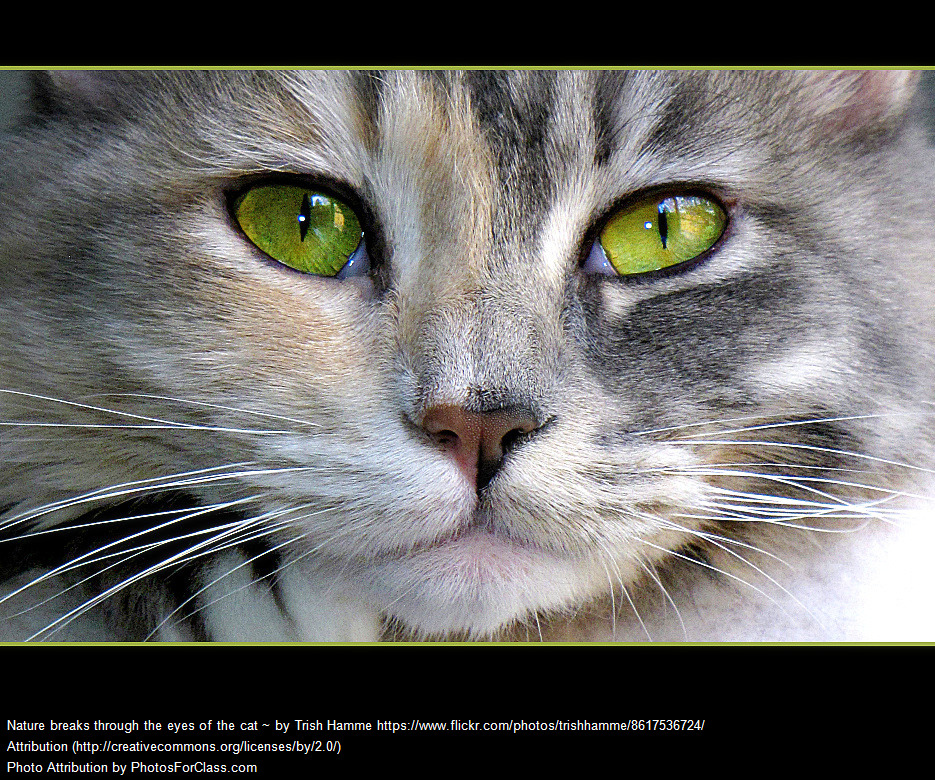 Nature breaks through the eyes of the cat ~ by Trish Hamme https://www.flickr.com/photos/trishhamme/8617536724/
Attribution (http://creativecommons.org/licenses/by/2.0/)
Photo Attribution by PhotosForClass.com